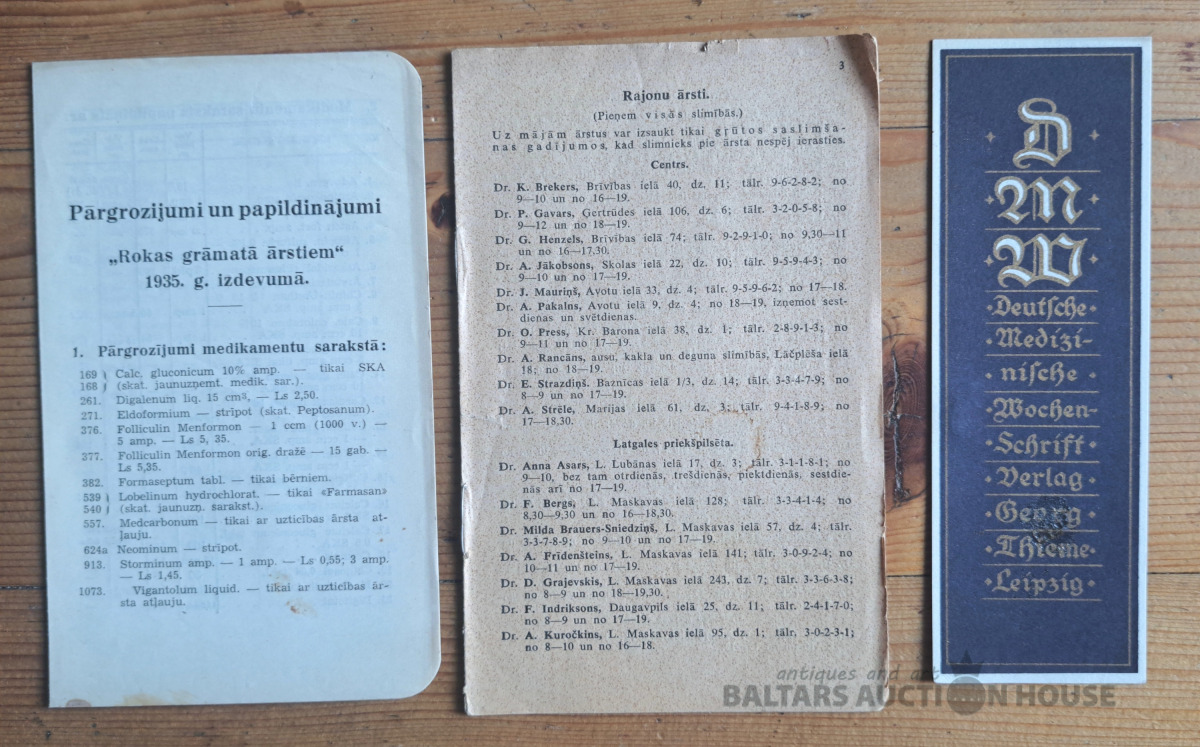 Pārgrozijumi un papildinājumi
„Rokas grāmatā ārstiem“
1935. g. izdevumā.
1. Pārgrozījumi medikamentu sarakstā:
169 ) Calc. gluconicum 10% amp. — tikai SKA
168 ) (skat. jaunuzņemt. medik. sar.).
261. Digalenum liq. 15 cm³, — Ls 2,50.
271. Eldoformium — strīpot (skat. Peptosanum).
376. Folliculin Menformon — 1 ccm (1000 v.) —
5 amp. — Ls 5, 35.
377. Folliculin Menformon orig. dražē — 15 gab. —
Ls 5,35.
382. Formaseptum tabl. — tikai bērniem.
539 ) Lobelinum hydrochlorat. — tikai «Farmasan»
540 ) (skat. jaunuzņ. sarakst.).
557. Medcarbonum — tikai ar uzticības ārsta at-
ļauju.
624a Neominum — strīpot.
913. Storminum amp. — 1 amp. — Ls 0,55; 3 amp.
— Ls 1,45.
1073. Vigantolum liquid. — tikai ar uzticības ār-
sta atļauju.
3
Rajonu ārsti.
(Pieņem visās slimībās.)
Uz mājām ārstus var izsaukt tikai grūtos saslimša-
nas gadījumos, kad slimnieks pie ārsta nespēj ierasties.
Centrs.
Dr. K. Brekers, Brīvības ielā 40, dz. 11; tālr. 9-6-2-8-2; no
9—10 un no 16—19.
Dr. P. Gavars, Ģertrūdes ielā 106, dz. 6; tālr. 3-2-0-5-8; no
9—12 un no 18—19.
Dr. G. Henzels, Brīvības ielā 74; tālr. 9-2-9-1-0; no 9,30—11
un no 16—17,30.
Dr. A. Jākobsons, Skolas ielā 22, dz. 10; tālr. 9-5-9-4-3; no
9—10 un no 17—19.
Dr. J. Mauriņš, Avotu ielā 33, dz. 4; tālr. 9-5-9-6-2; no 17—18.
Dr. A. Pakalns, Avotu ielā 9, dz. 4; no 18—19, izņemot sest-
dienas un svētdienas.
Dr. O. Press, Kr. Barona ielā 38, dz. 1; tālr. 2-8-9-1-3; no
9—11 un no 17—19.
Dr. A. Rancāns, ausu, kakla un deguna slimībās, Lāčplēša ielā
18; no 18—19.
Dr. E. Strazdiņš, Baznīcas ielā 1/3, dz. 14; tālr. 3-3-4-7-9; no
8—9 un no 17—19.
Dr. A. Strēle, Marijas ielā 61, dz. 3; tālr. 9-4-1-8-9; no
17—18,30.
Latgales priekšpilsēta.
Dr. Anna Asars, L. Lubānas ielā 17, dz. 3; tālr. 3-1-1-8-1; no
9—10, bez tam otrdienās, trešdienās, piektdienās, sestdie-
nās arī no 17—19.
Dr. F. Bergs, L. Maskavas ielā 128; tālr. 3-3-4-1-4; no
8,30—9,30 un no 16—18,30.
Dr. Milda Brauers-Sniedziņš, L. Maskavas ielā 57, dz. 4; tālr.
3-3-7-8-9; no 9—10 un no 17—19.
Dr. A. Frīdenšteins, L. Maskavas ielā 141; tālr. 3-0-9-2-4; no
10—11 un no 17—19.
Dr. D. Grajevskis, L. Maskavas ielā 243, dz. 7; tālr. 3-3-6-3-8;
no 8—9 un no 18—19,30.
Dr. F. Indriksons, Daugavpils ielā 25, dz. 11; tālr. 2-4-1-7-0;
no 8—9 un no 17—19.
Dr. A. Kuročkins, L. Maskavas ielā 95, dz. 1; tālr. 3-0-2-3-1;
no 8—10 un no 16—18.
D
M
W
Deutſche
Medizi-
niſche
Wochen-
Schrift
Verlag
Georg
Thieme
Leipzig
antiques and art
BALTARS AUCTION HOUSE